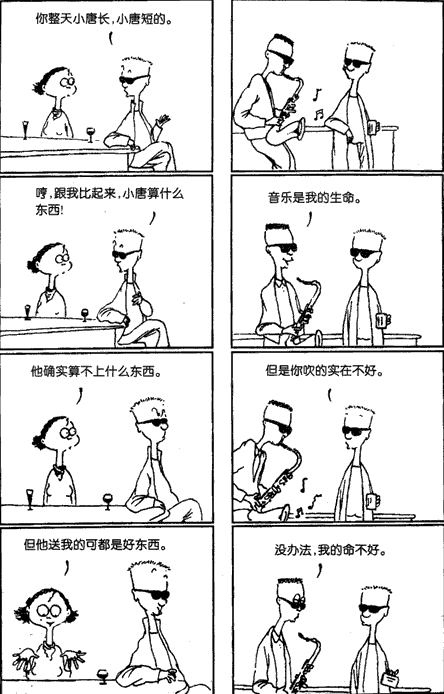 你整天小唐长，小唐短的。
哼，跟我比起来，小唐算什么
东西!
他确实算不上什么东西。
但他送我的可都是好东西。
音乐是我的生命。
但是你吹的实在不好。
没办法，我的命不好。